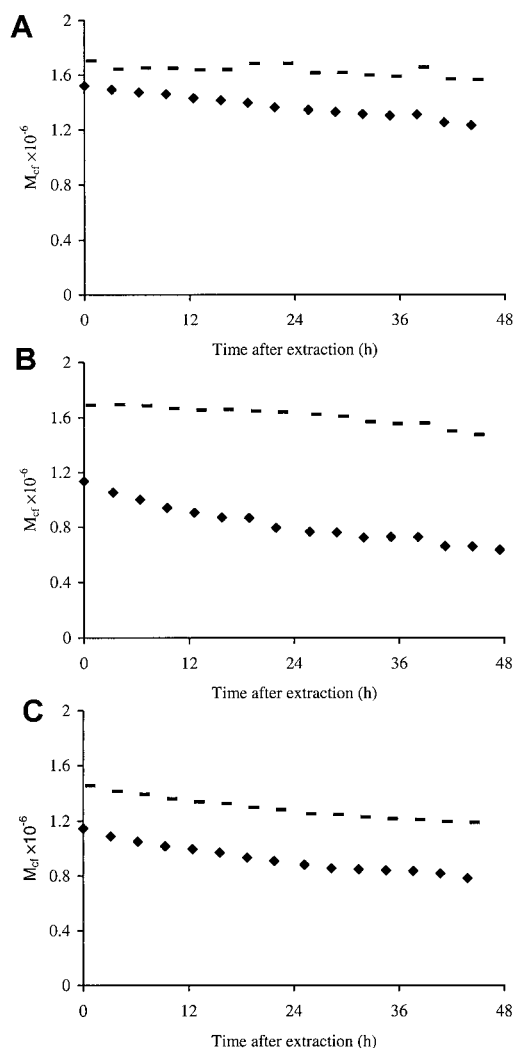 A
2
1.6
1.2
0.8
0.4
0
M_cf ×10^-6
0 12 24 36 48
Time after extraction (h)
B
2
1.6
1.2
0.8
0.4
0
M_cf ×10^-6
0 12 24 36 48
Time after extraction (h)
C
2
1.6
1.2
0.8
0.4
0
M_cf ×10^-6
0 12 24 36 48
Time after extraction (h)